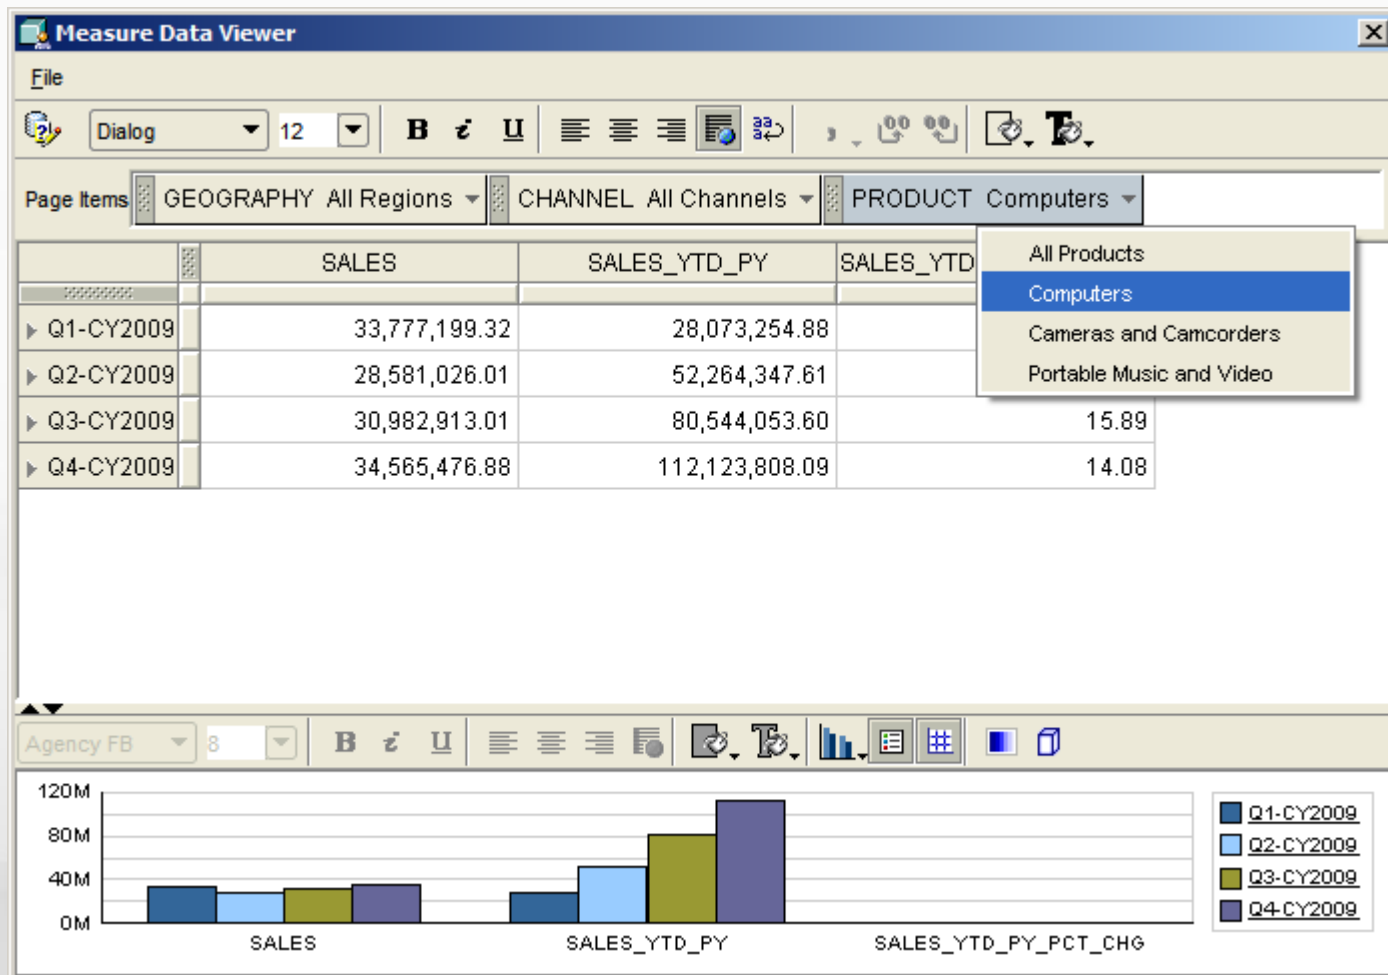 Measure Data Viewer
File
Dialog 12 B i U
Page Items GEOGRAPHY All Regions CHANNEL All Channels PRODUCT Computers
SALES SALES_YTD_PY SALES_YTD
All Products
Computers
Cameras and Camcorders
Portable Music and Video
Q1-CY2009 33,777,199.32 28,073,254.88
Q2-CY2009 28,581,026.01 52,264,347.61
Q3-CY2009 30,982,913.01 80,544,053.60 15.89
Q4-CY2009 34,565,476.88 112,123,808.09 14.08
Agency FB 8 B i U
120M
80M
40M
0M
SALES SALES_YTD_PY SALES_YTD_PY_PCT_CHG
Q1-CY2009
Q2-CY2009
Q3-CY2009
Q4-CY2009